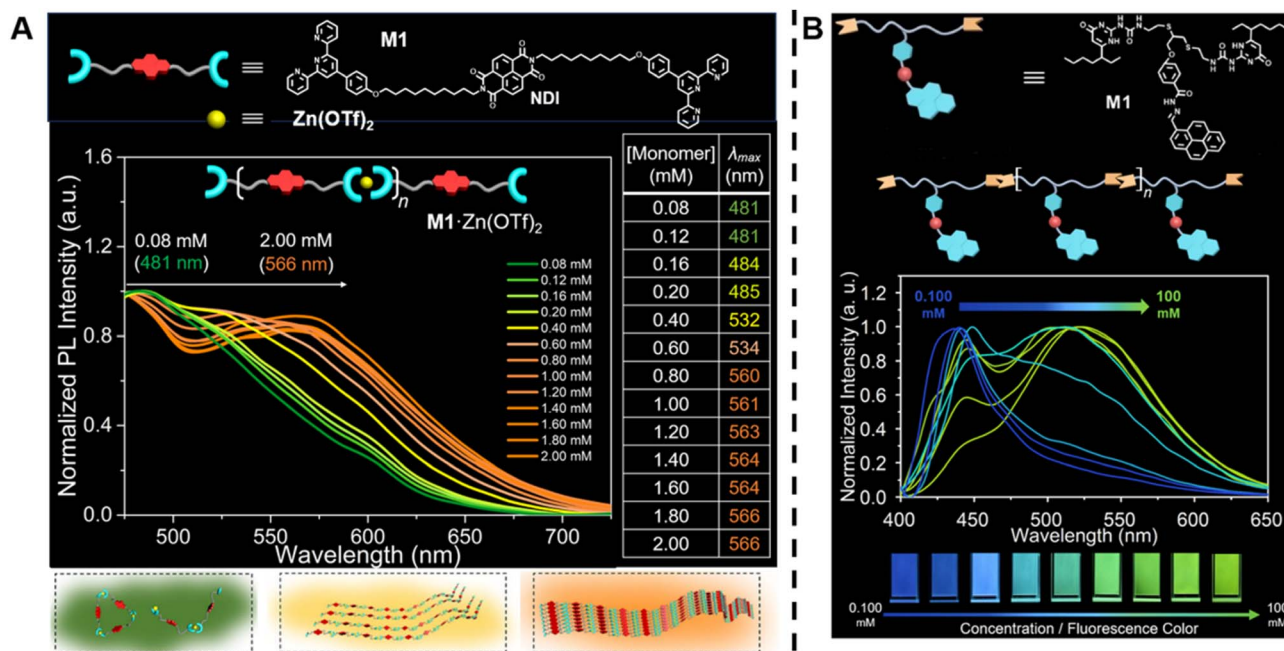 A
M1
NDI
Zn(OTf)2
1.6
1.2
0.8
0.4
0.0
Normalized PL Intensity (a.u.)
n
M1·Zn(OTf)2
0.08 mM
(481 nm)
2.00 mM
(566 nm)
0.08 mM
0.12 mM
0.16 mM
0.20 mM
0.40 mM
0.60 mM
0.80 mM
1.00 mM
1.20 mM
1.40 mM
1.60 mM
1.80 mM
2.00 mM
500 550 600 650 700
Wavelength (nm)
[Monomer] (mM) λmax (nm)
0.08 481
0.12 481
0.16 484
0.20 485
0.40 532
0.60 534
0.80 560
1.00 561
1.20 563
1.40 564
1.60 564
1.80 566
2.00 566
B
M1
n
1.2
1.0
0.8
0.6
0.4
0.2
0.0
Normalized Intensity (a. u.)
0.100 mM
100 mM
400 450 500 550 600 650
Wavelength (nm)
0.100 mM
100 mM
Concentration / Fluorescence Color